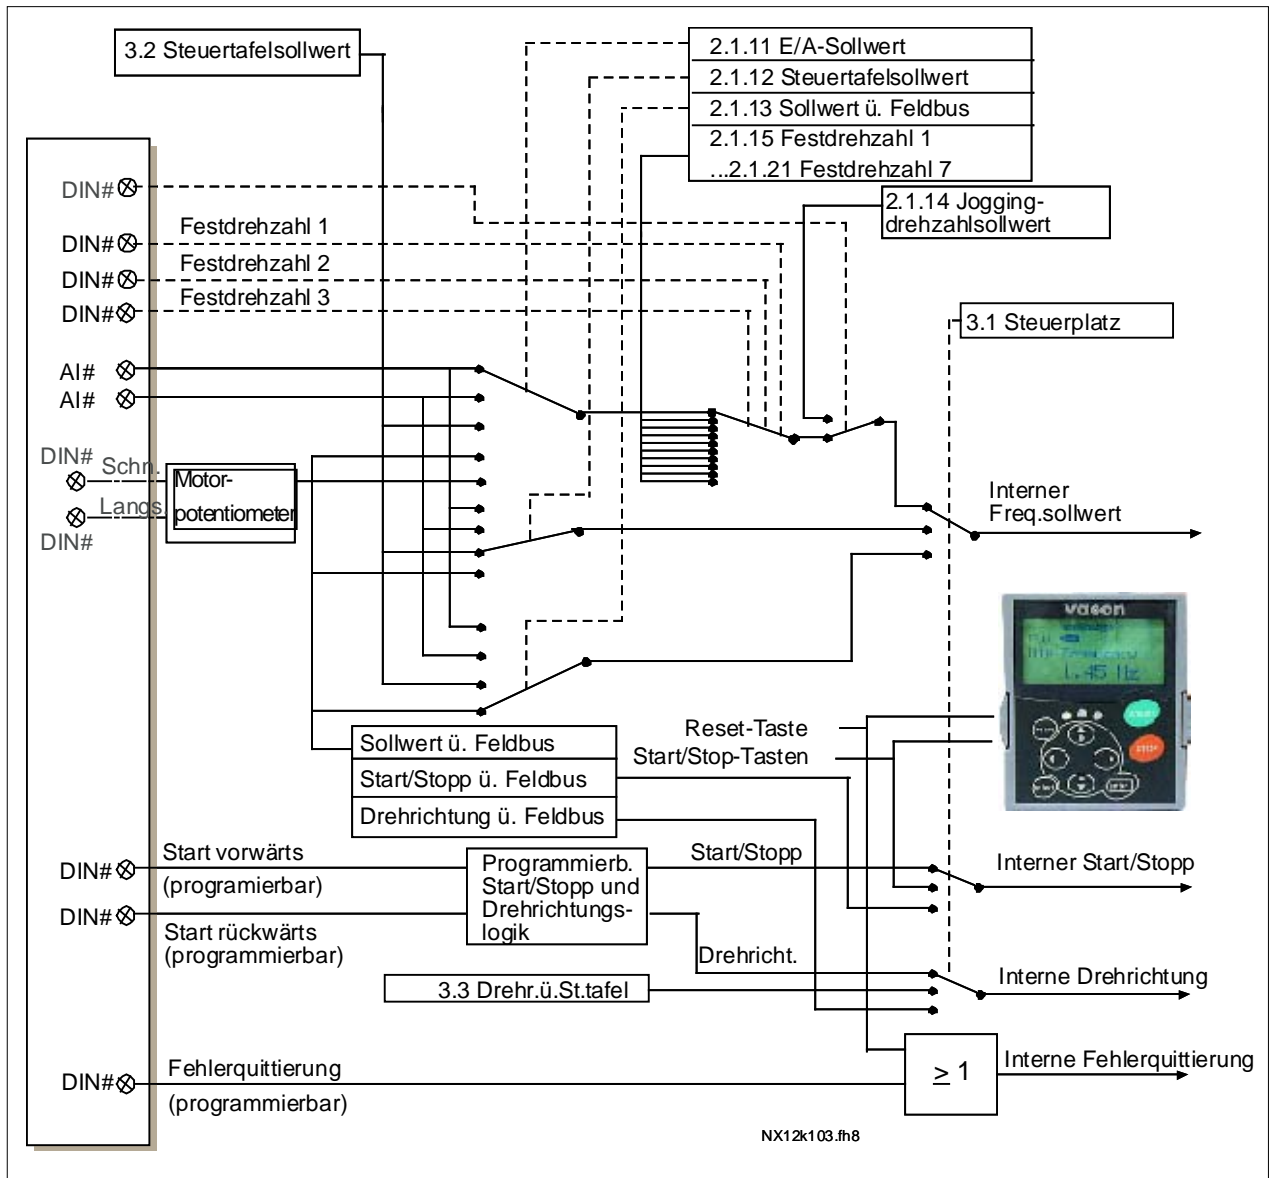 3.2 Steuertafelsollwert
2.1.11 E/A-Sollwert
2.1.12 Steuertafelsollwert
2.1.13 Sollwert ü. Feldbus
2.1.15 Festdrehzahl 1
...2.1.21 Festdrehzahl 7
2.1.14 Jogging-
drehzahlsollwert
DIN#
Festdrehzahl 1
DIN#
Festdrehzahl 2
DIN#
Festdrehzahl 3
DIN#
3.1 Steuerplatz
AI#
AI#
DIN#
Schn.
Langs.
DIN#
Motor-
potentiometer
Interner
Freq.sollwert
vacon
1.45 Hz
Reset-Taste
Start/Stop-Tasten
Sollwert ü. Feldbus
Start/Stopp ü. Feldbus
Drehrichtung ü. Feldbus
START
STOP
DIN#
Start vorwärts
(programierbar)
DIN#
Start rückwärts
(programmierbar)
Programmierb.
Start/Stopp und
Drehrichtungs-
logik
Start/Stopp
Interner Start/Stopp
Drehricht.
3.3 Drehr.ü.St.tafel
Interne Drehrichtung
DIN#
Fehlerquittierung
(programmierbar)
≥ 1
Interne Fehlerquittierung
NX12k103.fh8